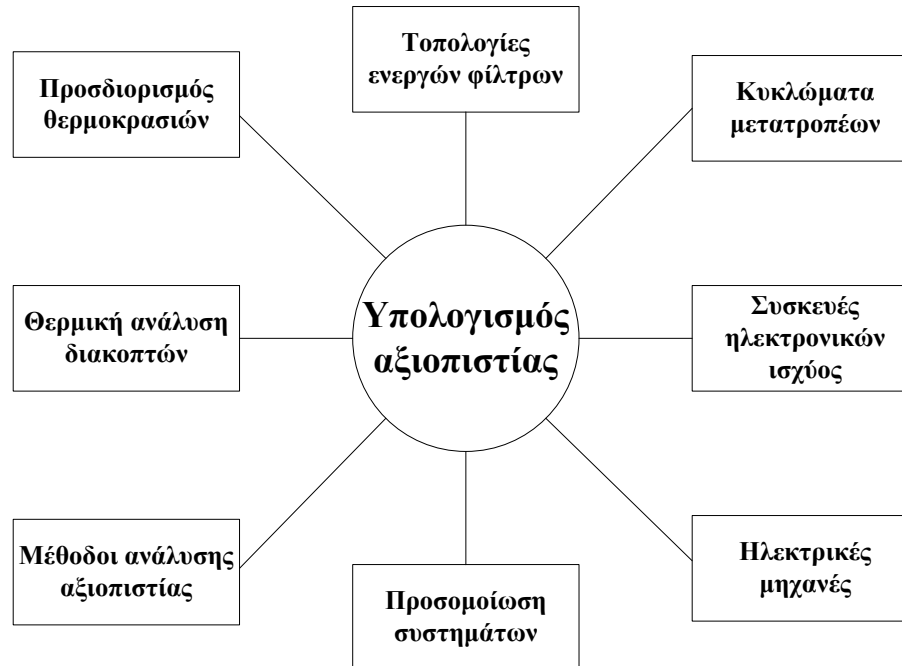 Τοπολογίες
ενεργών φίλτρων
Προσδιορισμός
θερμοκρασιών
Κυκλώματα
μετατροπέων
Θερμική ανάλυση
διακοπτών
Υπολογισμός
αξιοπιστίας
Συσκευές
ηλεκτρονικών
ισχύος
Μέθοδοι ανάλυσης
αξιοπιστίας
Προσομοίωση
συστημάτων
Ηλεκτρικές
μηχανές